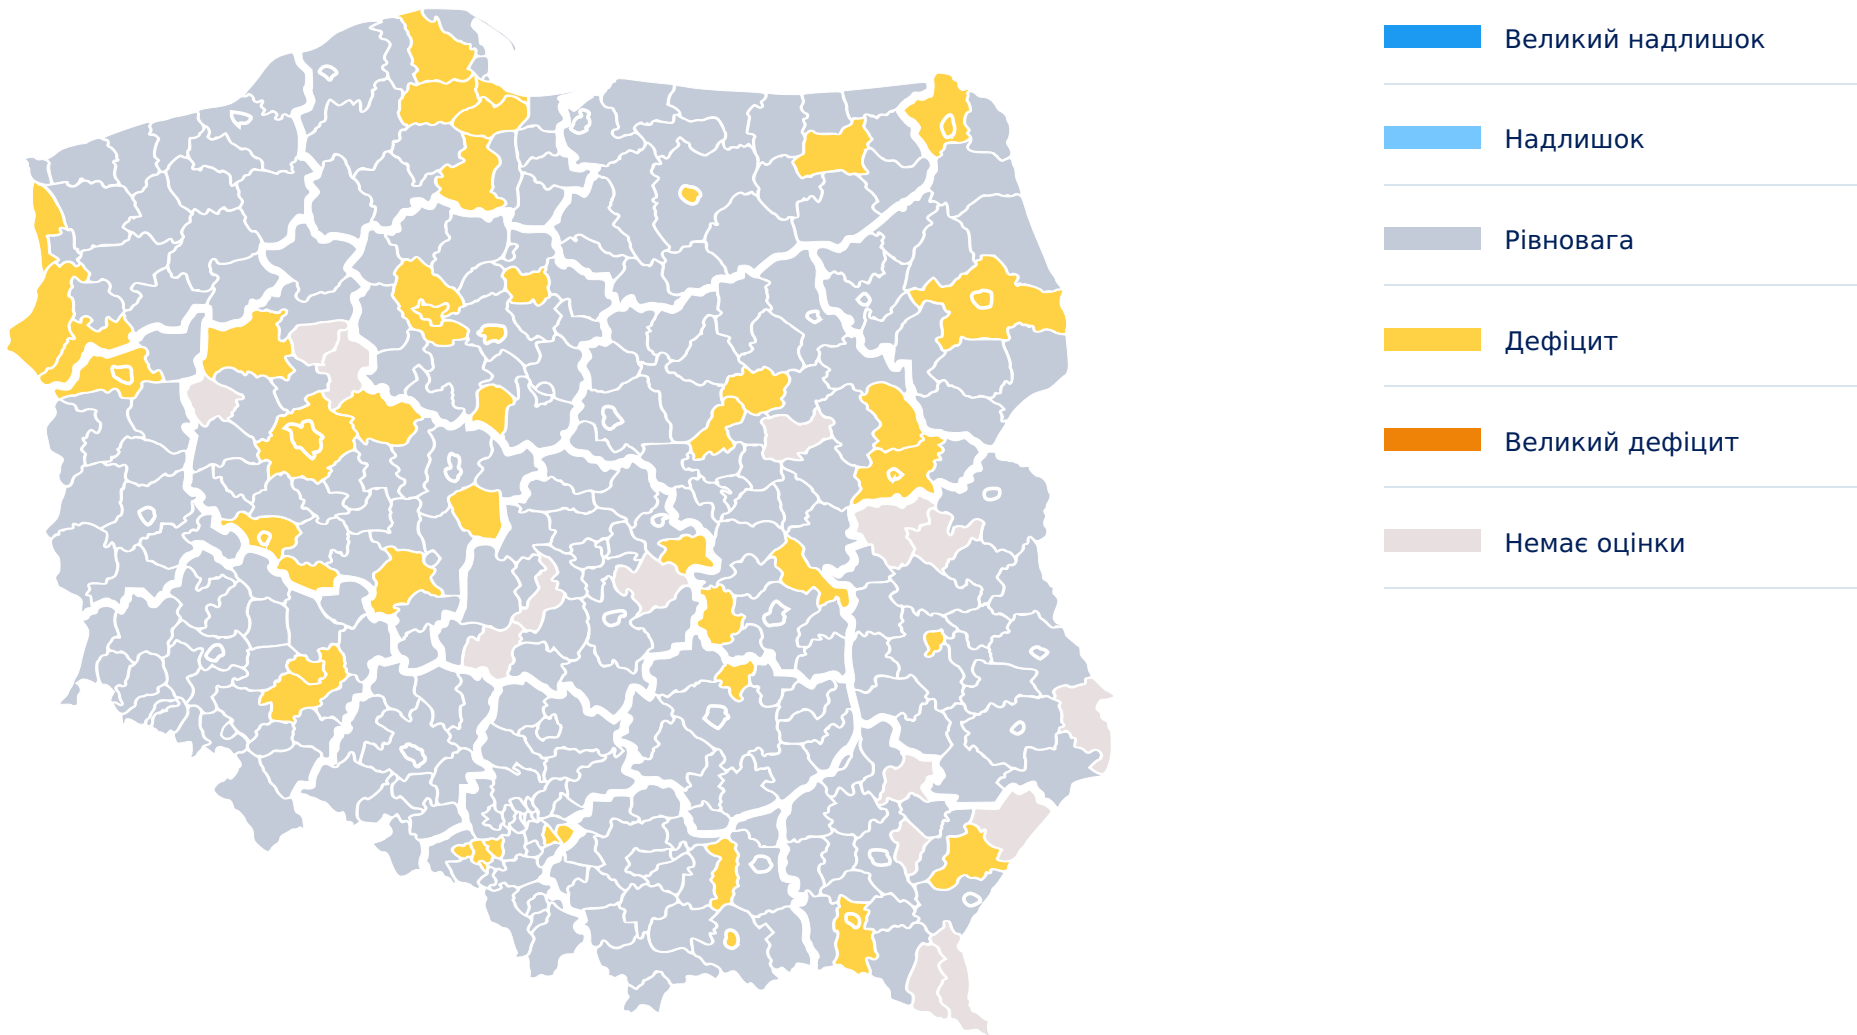 Великий надлишок
Надлишок
Рівновага
Дефіцит
Великий дефіцит
Немає оцінки